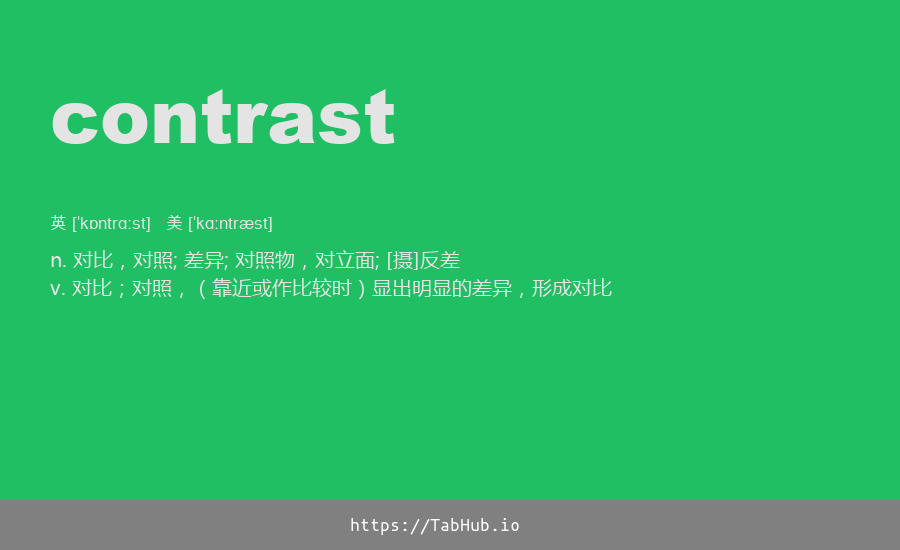 contrast
英 [ˈkɒntrɑːst]   美 [ˈkɑːntræst]
n. 对比，对照; 差异; 对照物，对立面; [摄]反差
v. 对比；对照，（靠近或作比较时）显出明显的差异，形成对比
https://TabHub.io